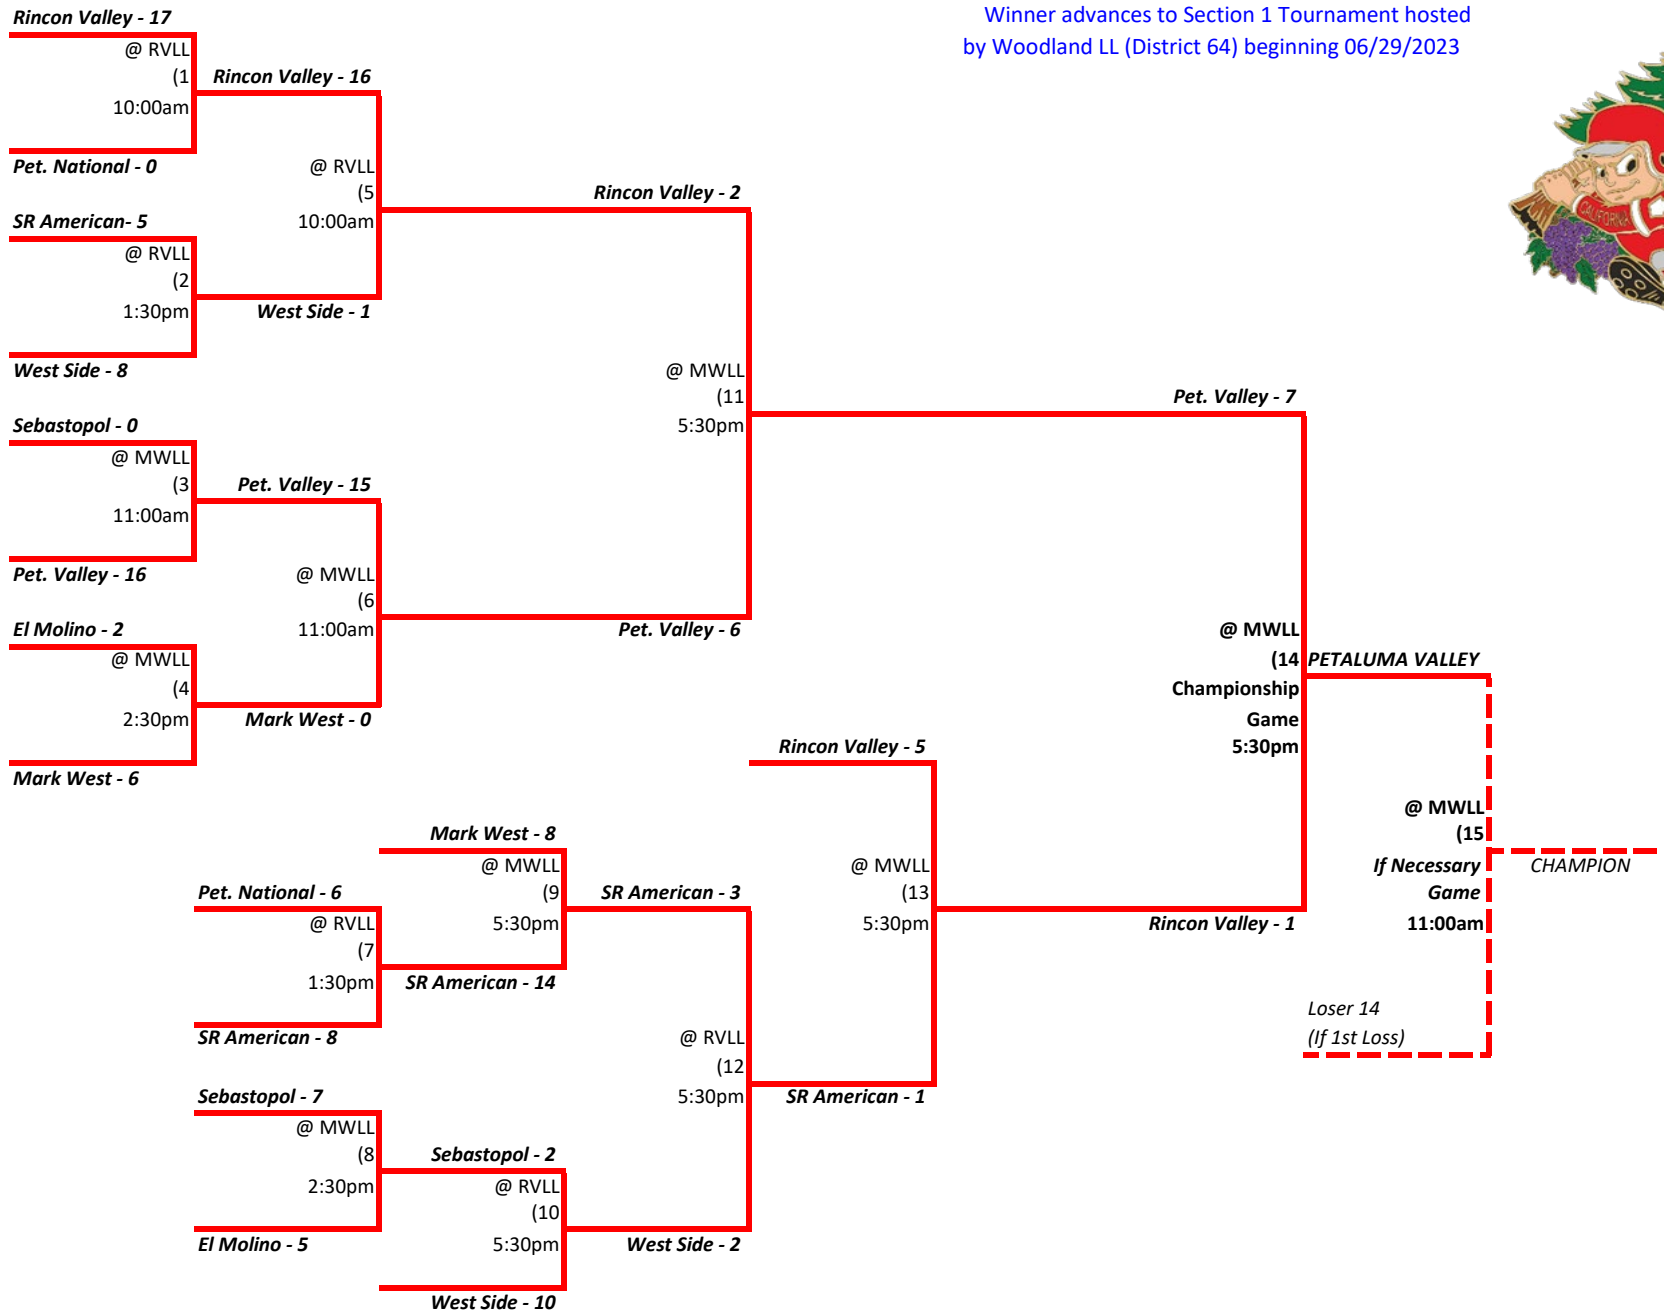 Winner advances to Section 1 Tournament hosted
by Woodland LL (District 64) beginning 06/29/2023
Rincon Valley - 17
@ RVLL
(1
10:00am
Pet. National - 0
Rincon Valley - 16
@ RVLL
(5
10:00am
SR American- 5
@ RVLL
(2
1:30pm
West Side - 8
West Side - 1
Rincon Valley - 2
@ MWLL
(11
5:30pm
Sebastopol - 0
@ MWLL
(3
11:00am
Pet. Valley - 16
Pet. Valley - 15
@ MWLL
(6
11:00am
El Molino - 2
@ MWLL
(4
2:30pm
Mark West - 6
Mark West - 0
Pet. Valley - 6
Pet. Valley - 7
@ MWLL
(14
Championship
Game
5:30pm
PETALUMA VALLEY
Rincon Valley - 5
@ MWLL
(13
5:30pm
Rincon Valley - 1
@ MWLL
(15
If Necessary
Game
11:00am
CHAMPION
Loser 14
(If 1st Loss)
Mark West - 8
@ MWLL
(9
5:30pm
SR American - 3
Pet. National - 6
@ RVLL
(7
1:30pm
SR American - 14
SR American - 8
@ RVLL
(12
5:30pm
SR American - 1
Sebastopol - 7
@ MWLL
(8
2:30pm
El Molino - 5
Sebastopol - 2
@ RVLL
(10
5:30pm
West Side - 2
West Side - 10
CALIFORNIA